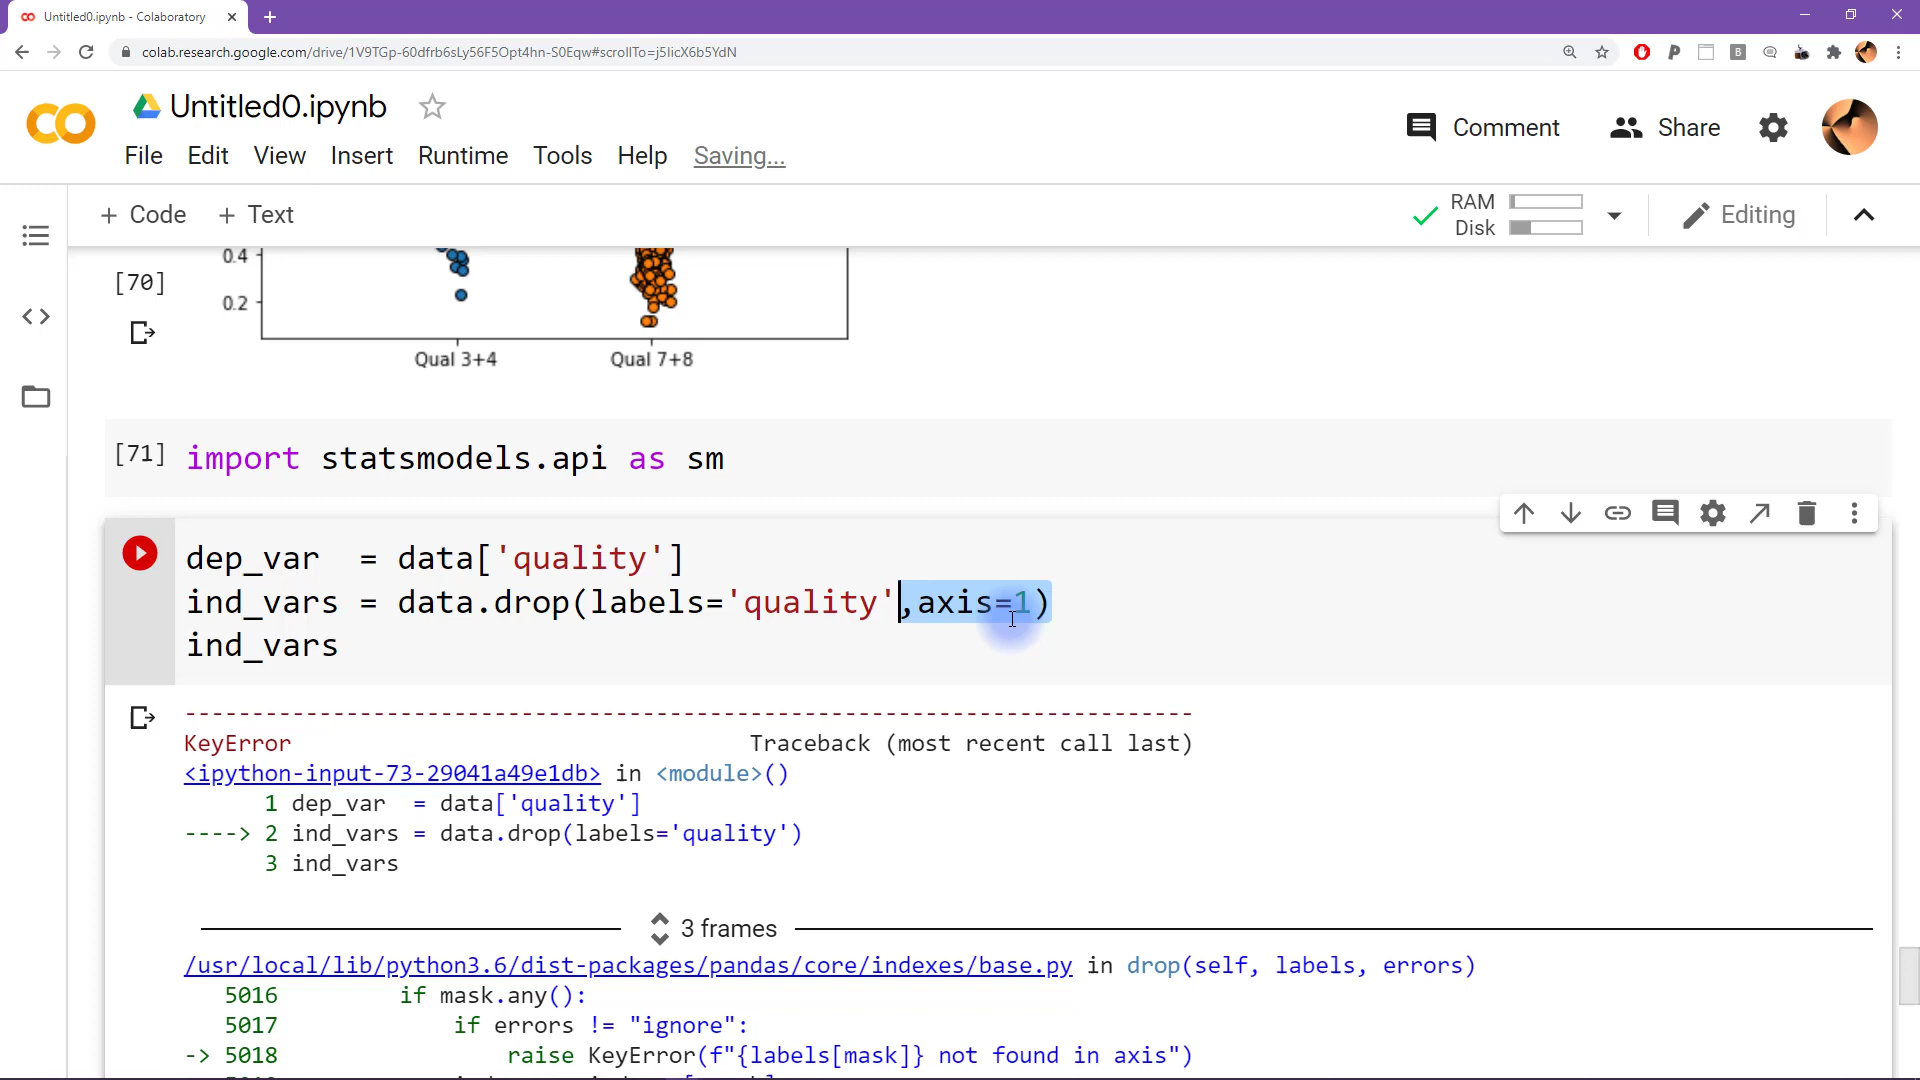 Untitled0.ipynb - Colaboratory
colab.research.google.com/drive/1V9TGp-60dfrb6sLy56F5Opt4hn-S0Eqw#scrollTo=j5IicX6b5YdN
Untitled0.ipynb
Comment Share
File Edit View Insert Runtime Tools Help Saving...
+ Code + Text
RAM
Disk
Editing
[70]
0.4
0.2
Qual 3+4 Qual 7+8
[71] import statsmodels.api as sm
dep_var  = data['quality']
ind_vars = data.drop(labels='quality',axis=1)
ind_vars
---------------------------------------------------------------------------
KeyError                                  Traceback (most recent call last)
<ipython-input-73-29041a49e1db> in <module>()
      1 dep_var  = data['quality']
----> 2 ind_vars = data.drop(labels='quality')
      3 ind_vars
3 frames
/usr/local/lib/python3.6/dist-packages/pandas/core/indexes/base.py in drop(self, labels, errors)
   5016         if mask.any():
   5017             if errors != "ignore":
-> 5018                 raise KeyError(f"{labels[mask]} not found in axis")